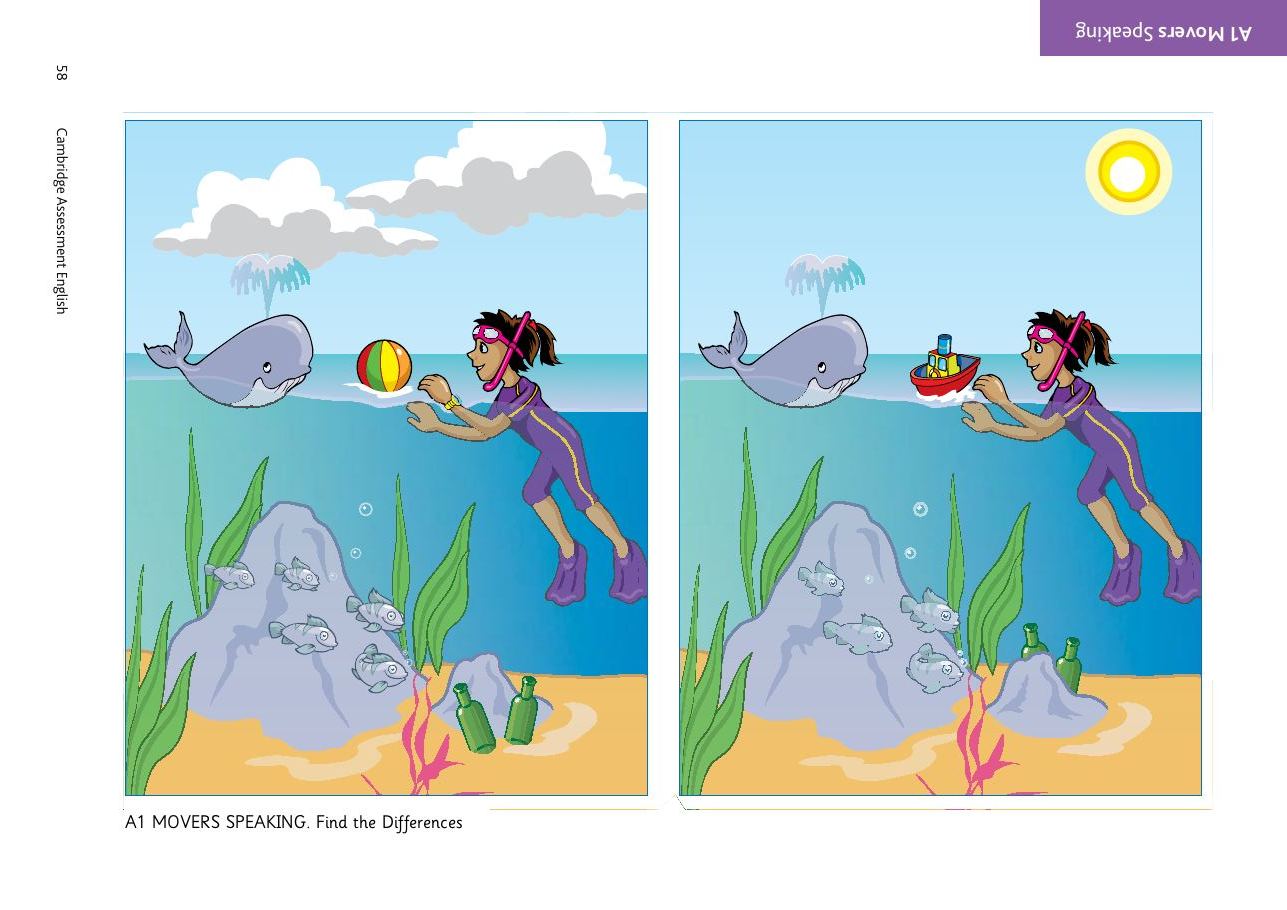 A1 Movers Speaking
58
Cambridge Assessment English
A1 MOVERS SPEAKING. Find the Differences